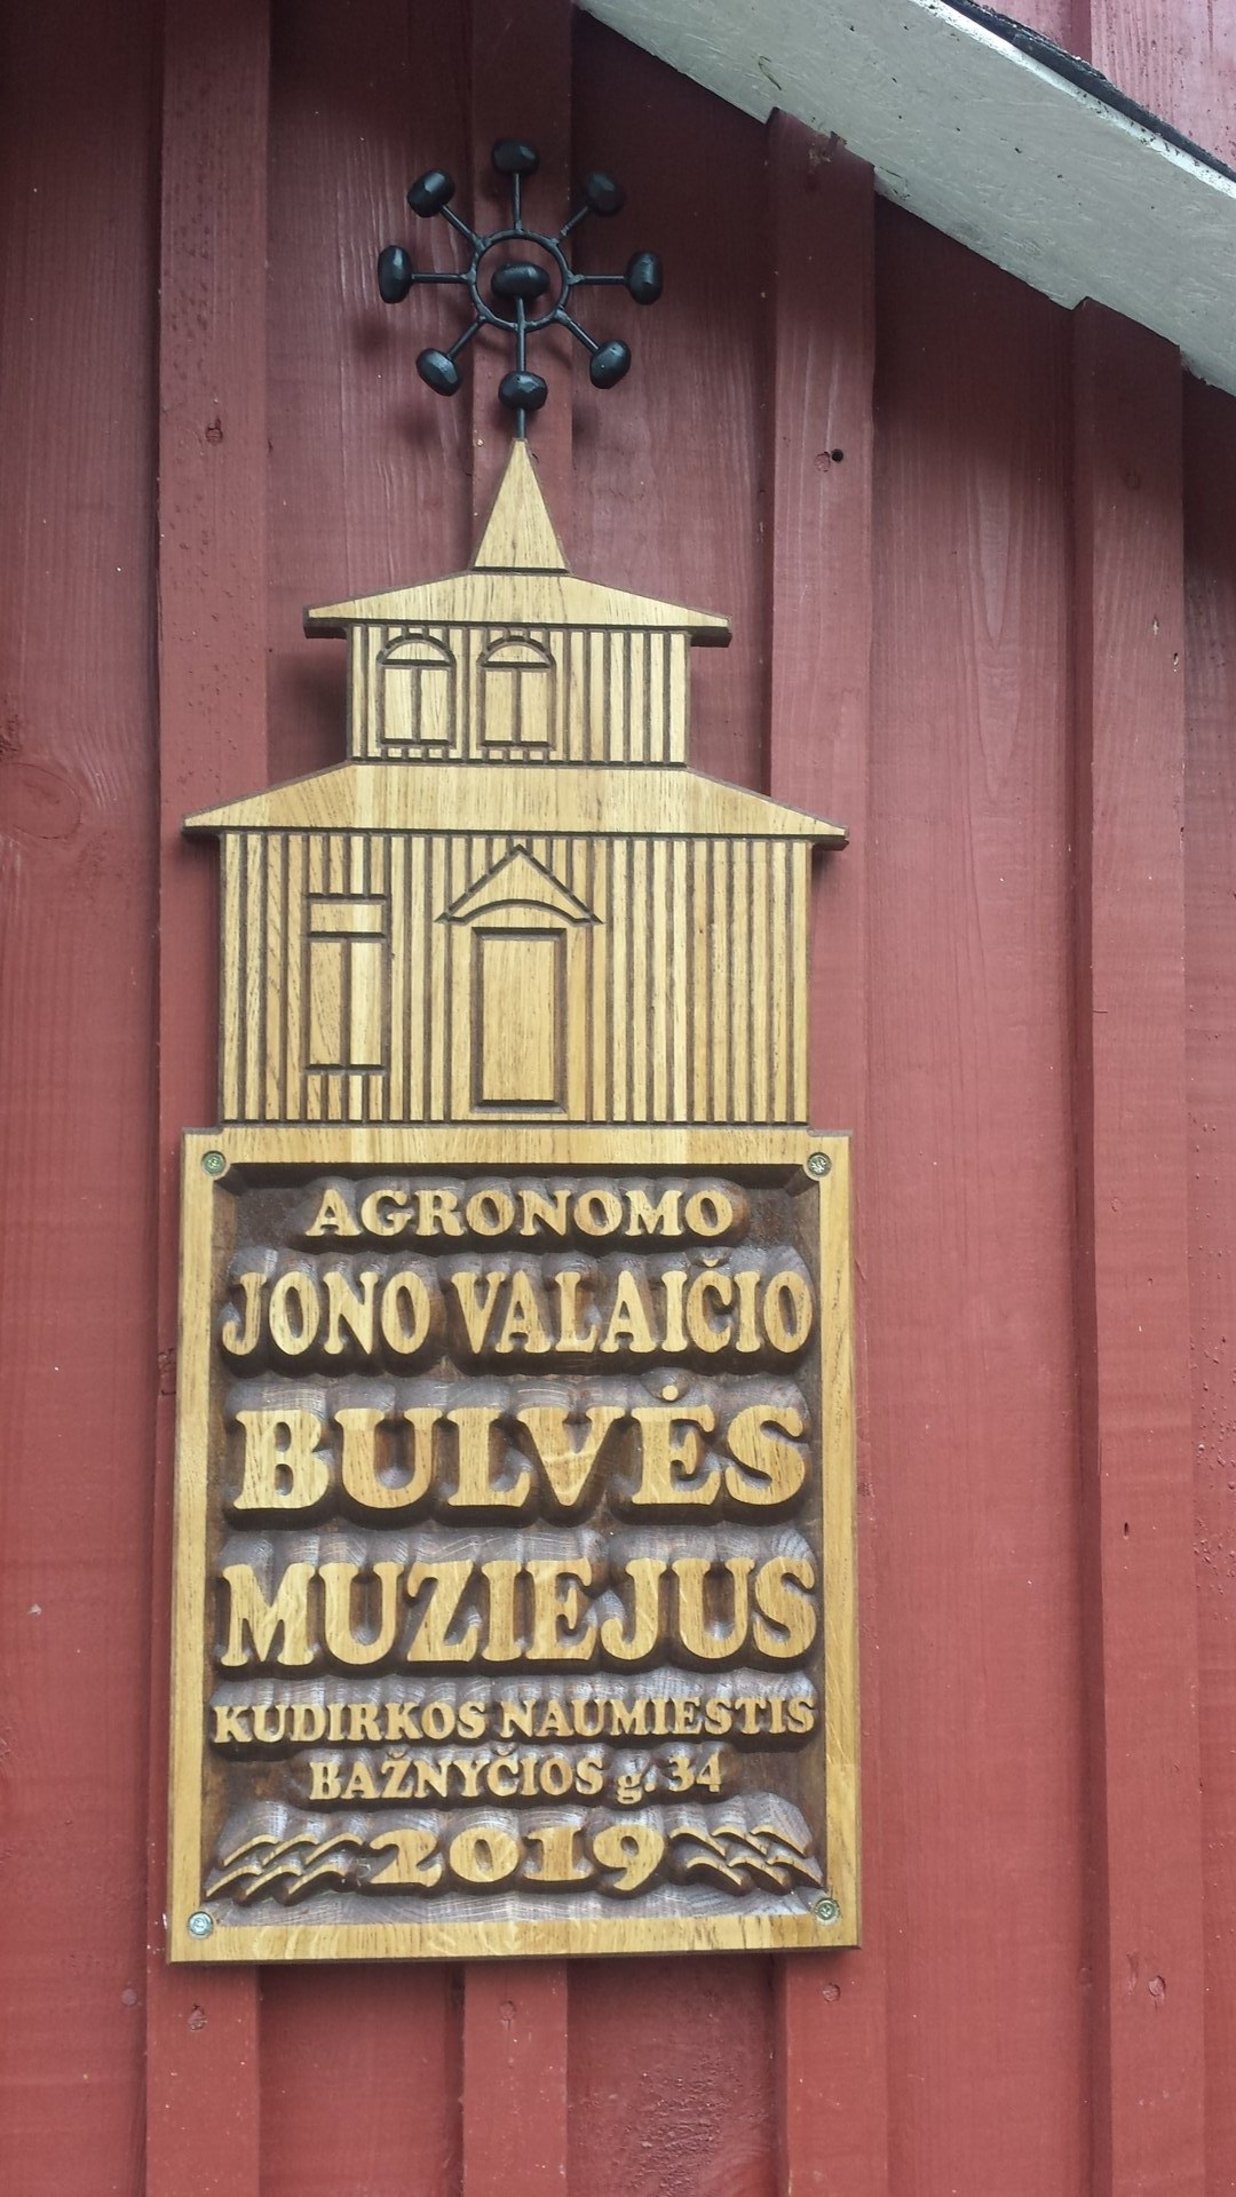 AGRONOMO
JONO VALAIČIO
BULVĖS
MUZIEJUS
KUDIRKOS NAUMIESTIS
BAŽNYČIOS g. 34
2019